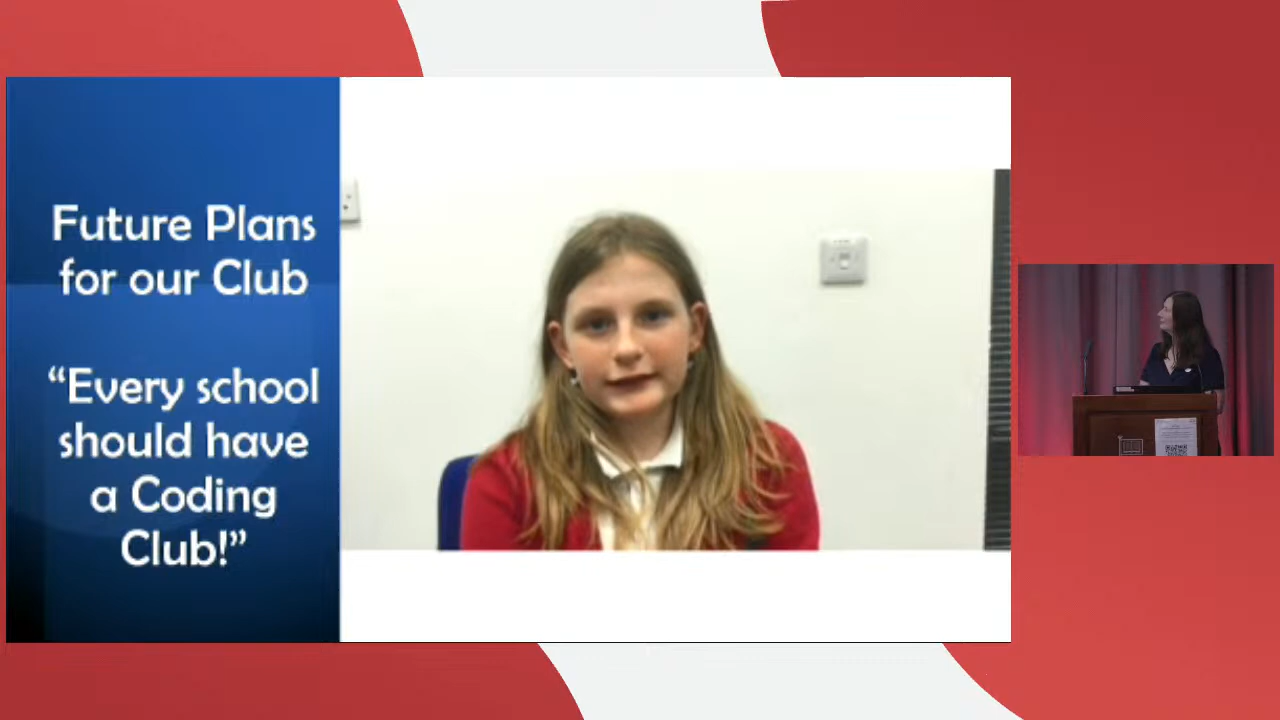 Future Plans
for our Club
“Every school
should have
a Coding
Club!”